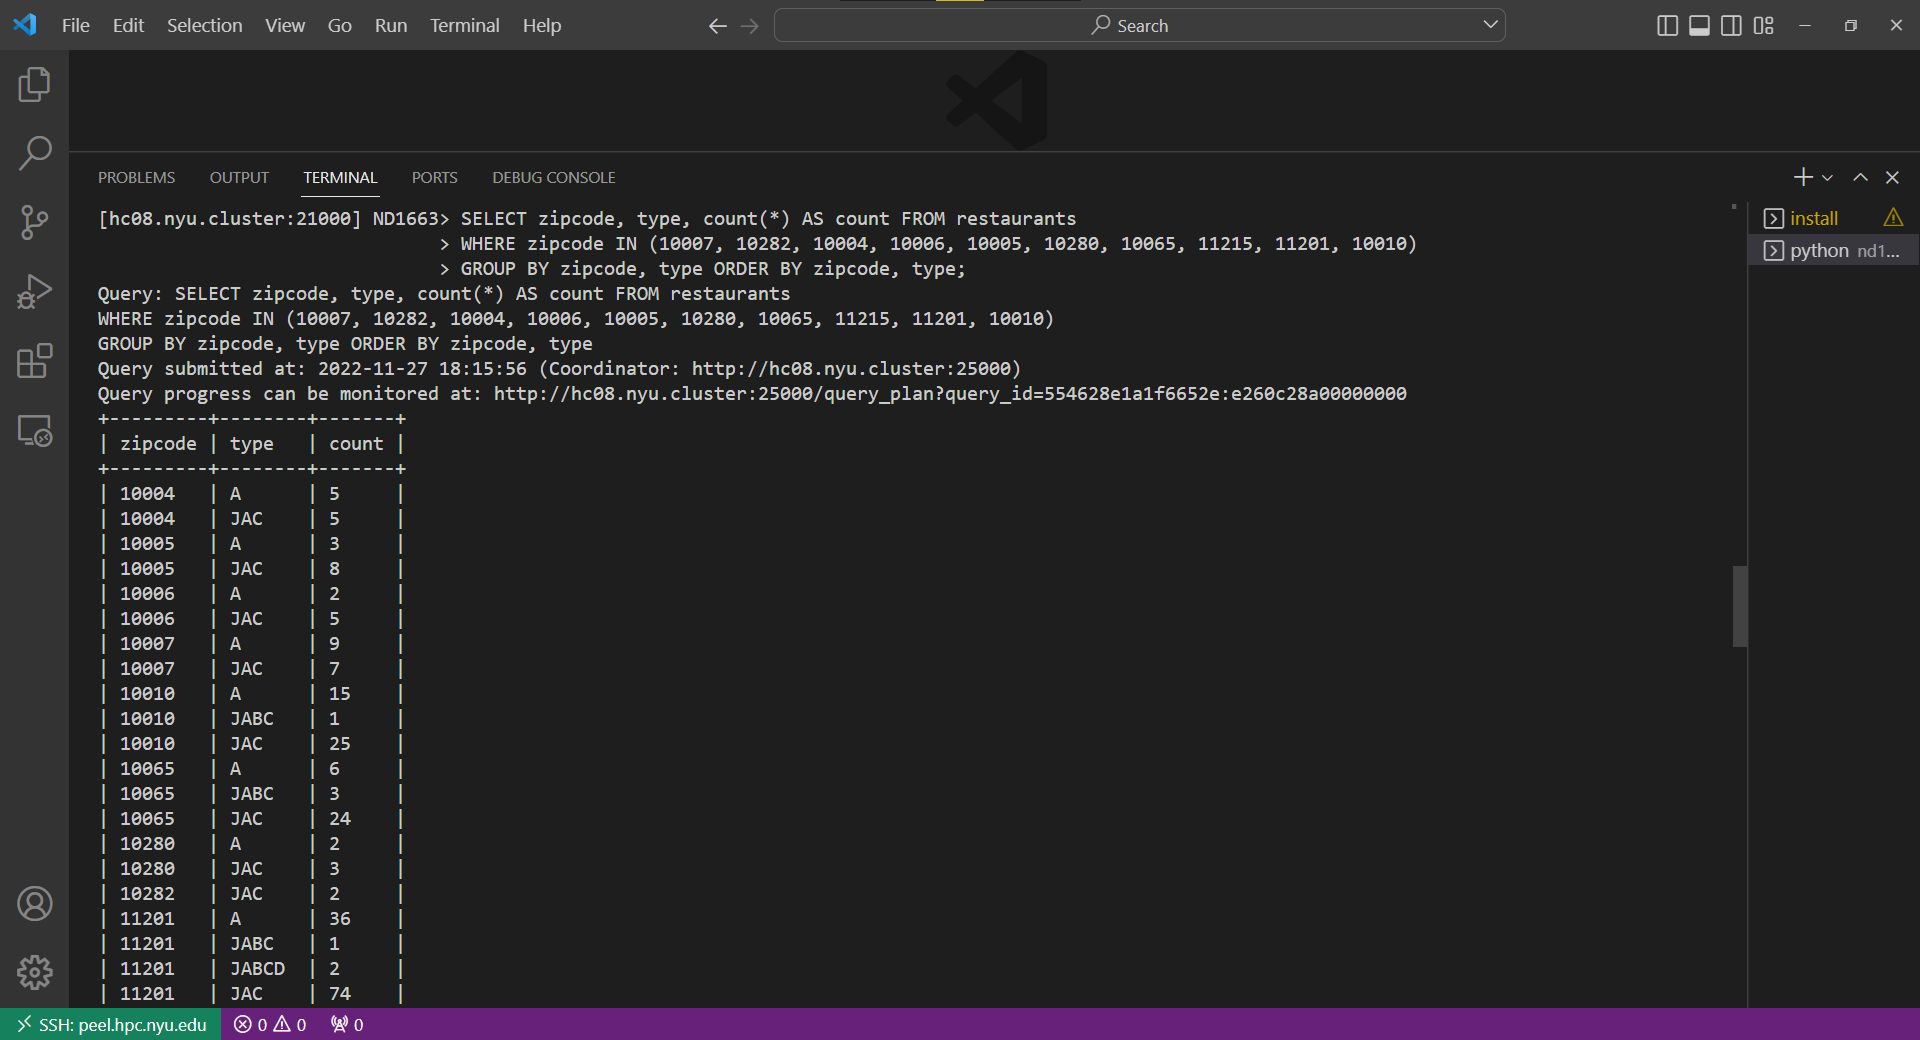 File Edit Selection View Go Run Terminal Help Search
PROBLEMS OUTPUT TERMINAL PORTS DEBUG CONSOLE
[hc08.nyu.cluster:21000] ND1663> SELECT zipcode, type, count(*) AS count FROM restaurants
> WHERE zipcode IN (10007, 10282, 10004, 10006, 10005, 10280, 10065, 11215, 11201, 10010)
> GROUP BY zipcode, type ORDER BY zipcode, type;
Query: SELECT zipcode, type, count(*) AS count FROM restaurants
WHERE zipcode IN (10007, 10282, 10004, 10006, 10005, 10280, 10065, 11215, 11201, 10010)
GROUP BY zipcode, type ORDER BY zipcode, type
Query submitted at: 2022-11-27 18:15:56 (Coordinator: http://hc08.nyu.cluster:25000)
Query progress can be monitored at: http://hc08.nyu.cluster:25000/query_plan?query_id=554628e1a1f6652e:e260c28a00000000
+---------+--------+-------+
| zipcode | type   | count |
+---------+--------+-------+
| 10004   | A      | 5     |
| 10004   | JAC    | 5     |
| 10005   | A      | 3     |
| 10005   | JAC    | 8     |
| 10006   | A      | 2     |
| 10006   | JAC    | 5     |
| 10007   | A      | 9     |
| 10007   | JAC    | 7     |
| 10010   | A      | 15    |
| 10010   | JABC   | 1     |
| 10010   | JAC    | 25    |
| 10065   | A      | 6     |
| 10065   | JABC   | 3     |
| 10065   | JAC    | 24    |
| 10280   | A      | 2     |
| 10280   | JAC    | 3     |
| 10282   | JAC    | 2     |
| 11201   | A      | 36    |
| 11201   | JABC   | 1     |
| 11201   | JABCD  | 2     |
| 11201   | JAC    | 74    |
install
python nd1...
SSH: peel.hpc.nyu.edu 0 0 0